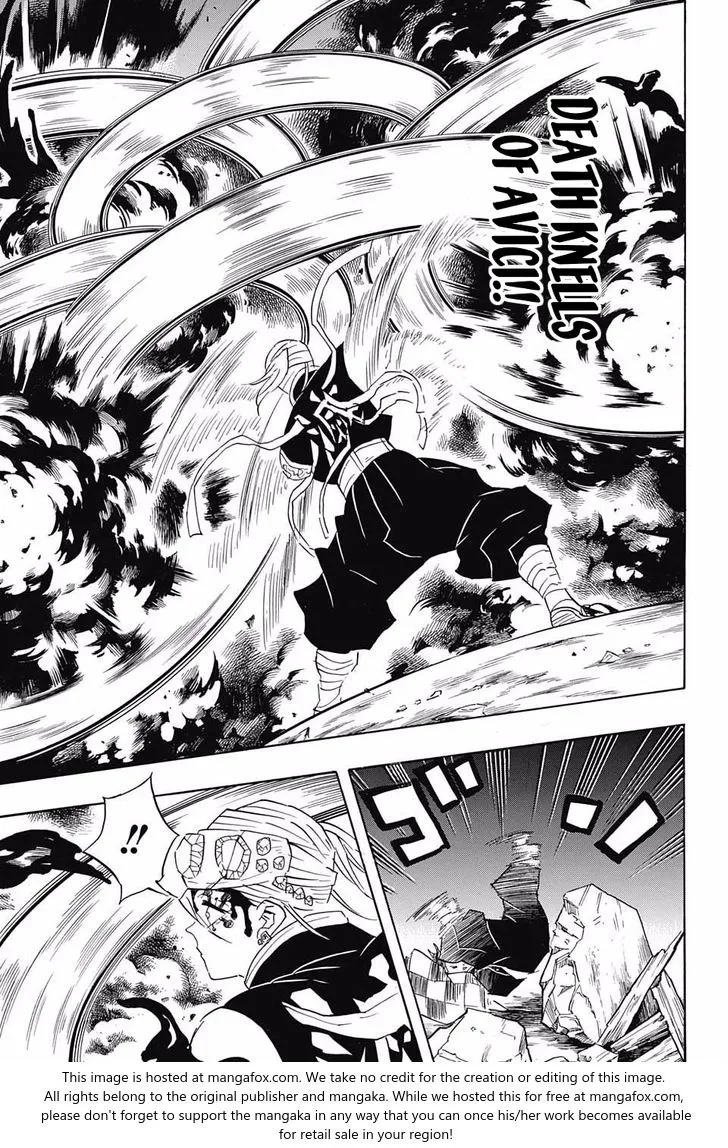 DEATH KNELLS
OF AVICI!!
ゴ
!!
This image is hosted at mangafox.com. We take no credit for the creation or editing of this image.
All rights belong to the original publisher and mangaka. While we hosted this for free at mangafox.com,
please don't forget to support the mangaka in any way that you can once his/her work becomes available
for retail sale in your region!